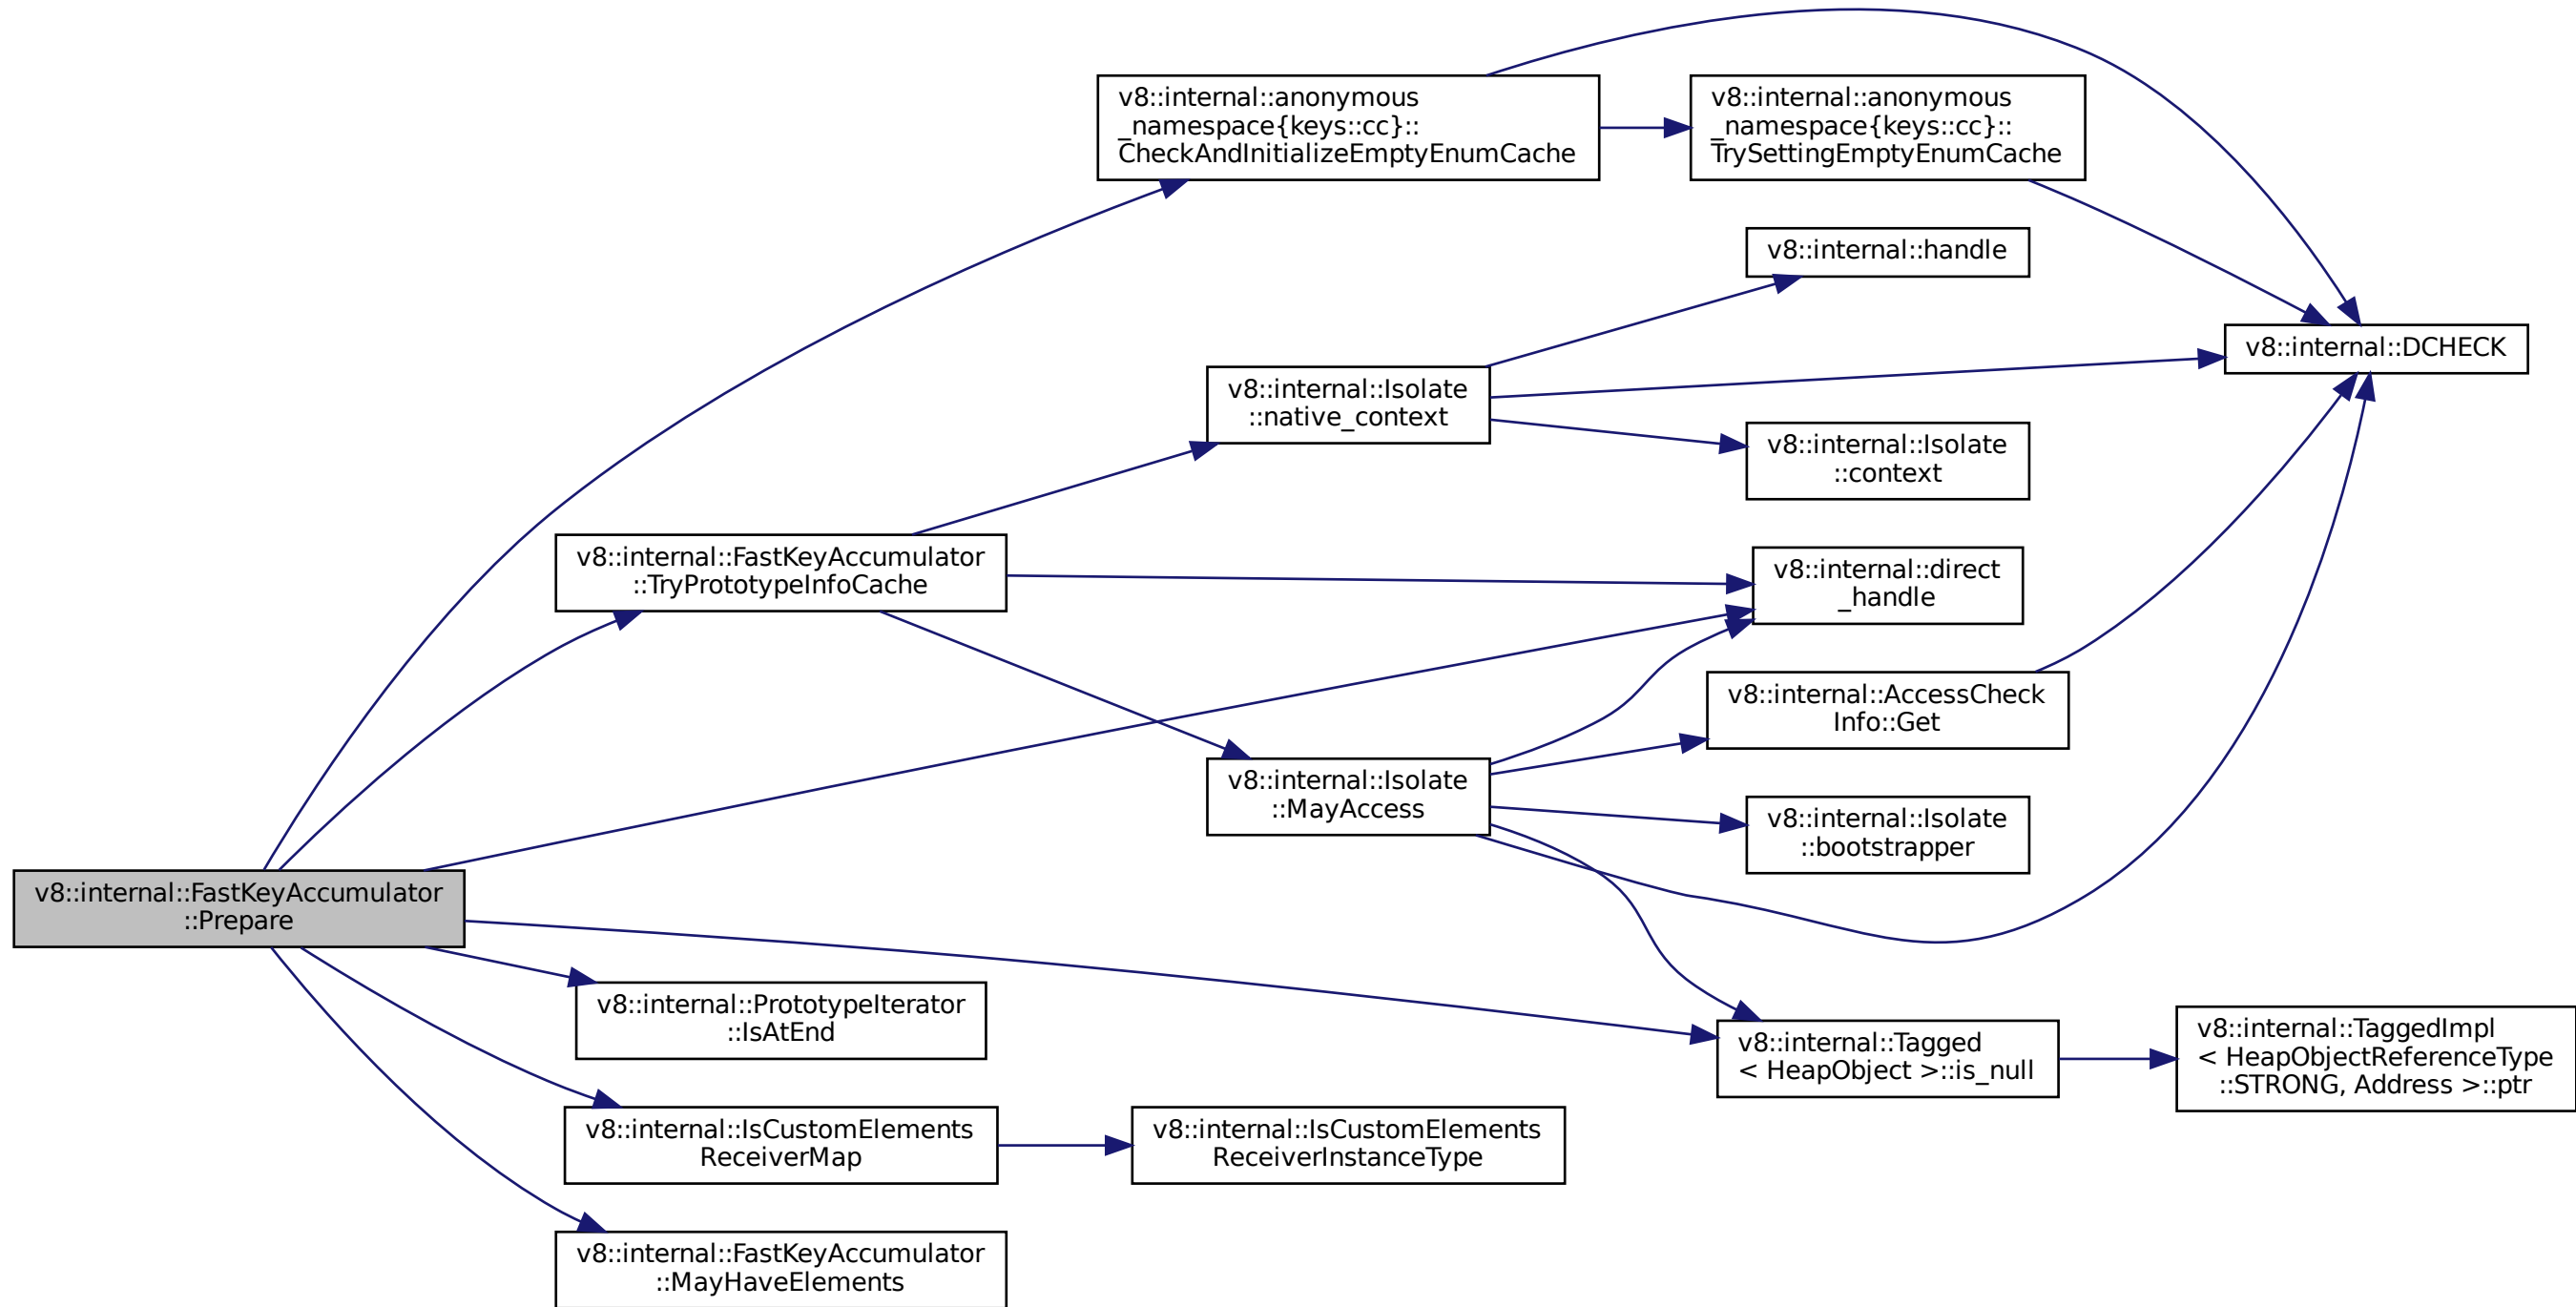 v8::internal::anonymous
_namespace{keys::cc}::
CheckAndInitializeEmptyEnumCache
v8::internal::anonymous
_namespace{keys::cc}::
TrySettingEmptyEnumCache
v8::internal::handle
v8::internal::DCHECK
v8::internal::Isolate
::native_context
v8::internal::Isolate
::context
v8::internal::FastKeyAccumulator
::TryPrototypeInfoCache
v8::internal::direct
_handle
v8::internal::AccessCheck
Info::Get
v8::internal::Isolate
::MayAccess
v8::internal::Isolate
::bootstrapper
v8::internal::FastKeyAccumulator
::Prepare
v8::internal::PrototypeIterator
::IsAtEnd
v8::internal::Tagged
< HeapObject >::is_null
v8::internal::TaggedImpl
< HeapObjectReferenceType
::STRONG, Address >::ptr
v8::internal::IsCustomElements
ReceiverMap
v8::internal::IsCustomElements
ReceiverInstanceType
v8::internal::FastKeyAccumulator
::MayHaveElements